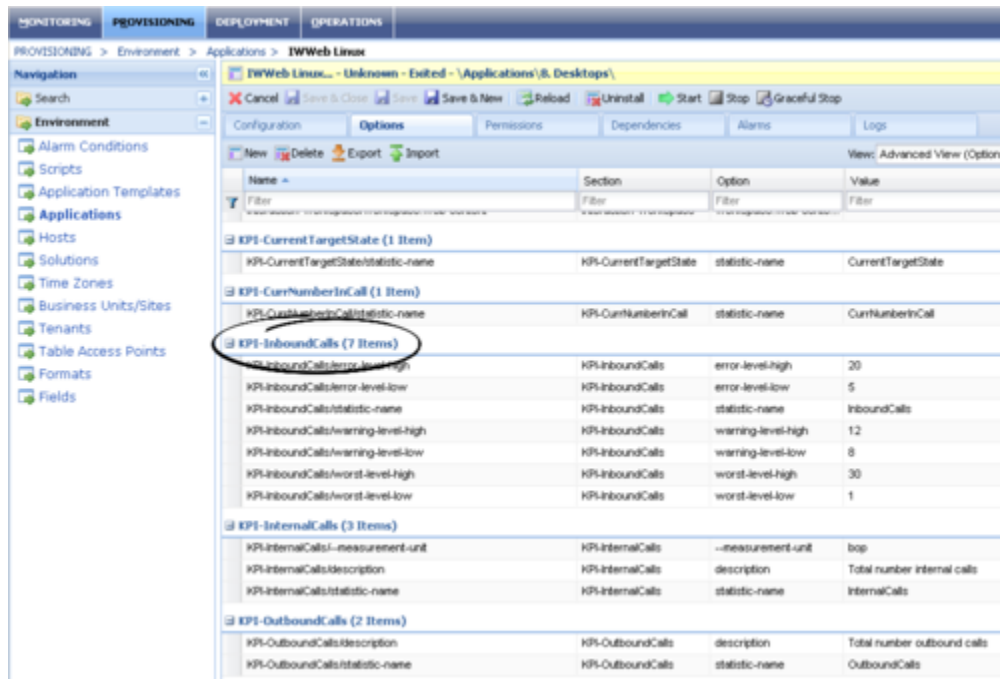 MONITORING PROVISIONING DEPLOYMENT OPERATIONS
PROVISIONING > Environment > Applications > IWWeb Linux
Navigation
IWWeb Linux... - Unknown - Exited - \Applications\8. Desktops\
Search
Cancel Save & Close Save Save & New Reload Uninstall Start Stop Graceful Stop
Environment
Configuration Options Permissions Dependencies Alarms Logs
Alarm Conditions
Scripts
Application Templates
Applications
Hosts
Solutions
Time Zones
Business Units/Sites
Tenants
Table Access Points
Formats
Fields
New Delete Export Import View: Advanced View (Option
Name Section Option Value
Filter Filter Filter Filter
KPI-CurrentTargetState (1 Item)
KPI-CurrentTargetState/statistic-name KPI-CurrentTargetState statistic-name CurrentTargetState
KPI-CurrNumberInCall (1 Item)
KPI-CurrNumberInCall/statistic-name KPI-CurrNumberInCall statistic-name CurrNumberInCall
KPI-InboundCalls (7 Items)
KPI-InboundCalls/error-level-high KPI-InboundCalls error-level-high 20
KPI-InboundCalls/error-level-low KPI-InboundCalls error-level-low 5
KPI-InboundCalls/statistic-name KPI-InboundCalls statistic-name InboundCalls
KPI-InboundCalls/warning-level-high KPI-InboundCalls warning-level-high 12
KPI-InboundCalls/warning-level-low KPI-InboundCalls warning-level-low 8
KPI-InboundCalls/worst-level-high KPI-InboundCalls worst-level-high 30
KPI-InboundCalls/worst-level-low KPI-InboundCalls worst-level-low 1
KPI-InternalCalls (3 Items)
KPI-InternalCalls/--measurement-unit KPI-InternalCalls --measurement-unit bop
KPI-InternalCalls/description KPI-InternalCalls description Total number internal calls
KPI-InternalCalls/statistic-name KPI-InternalCalls statistic-name InternalCalls
KPI-OutboundCalls (2 Items)
KPI-OutboundCalls/description KPI-OutboundCalls description Total number outbound calls
KPI-OutboundCalls/statistic-name KPI-OutboundCalls statistic-name OutboundCalls